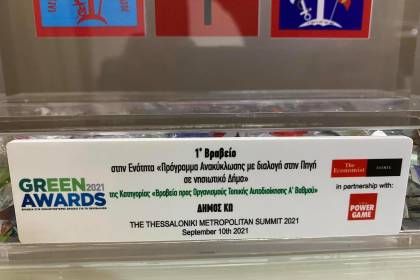 1° Βραβείο
στην Ενότητα «Πρόγραμμα Ανακύκλωσης με διαλογή στην Πηγή
σε νησιωτικό Δήμο»
της Κατηγορίας «Βραβεία προς Οργανισμούς Τοπικής Αυτοδιοίκησης Α΄ Βαθμού»
ΔΗΜΟΣ ΚΩ
THE THESSALONIKI METROPOLITAN SUMMIT 2021
September 10th 2021
GREEN 2021
AWARDS
The
Economist
in partnership with:
POWER
GAME